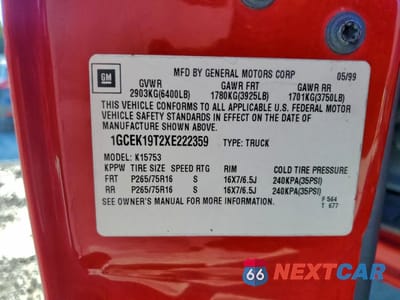 GM
MFD BY GENERAL MOTORS CORP 05/99
GVWR GAWR FRT GAWR RR
2903KG(6400LB) 1780KG(3925LB) 1701KG(3750LB)
THIS VEHICLE CONFORMS TO ALL APPLICABLE U.S. FEDERAL MOTOR
VEHICLE SAFETY STANDARDS IN EFFECT ON THE DATE OF
MANUFACTURE SHOWN ABOVE.
1GCEK19T2XE222359 TYPE: TRUCK
MODEL: K15753
KPPW TIRE SIZE SPEED RTG RIM COLD TIRE PRESSURE
FRT P265/75R16 S 16X7/6.5J 240KPA(35PSI)
RR P265/75R16 S 16X7/6.5J 240KPA(35PSI)
SEE OWNER'S MANUAL FOR MORE INFORMATION.
F 564
T 677
66 NEXTCAR